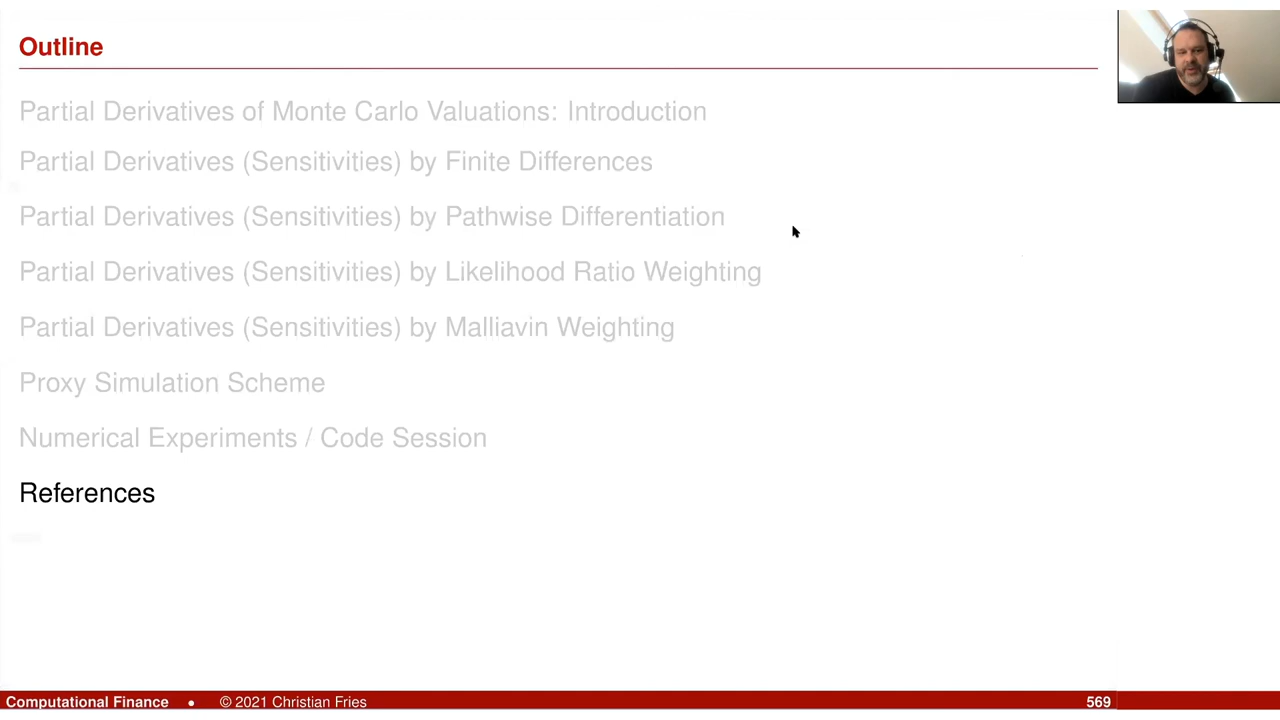 Outline
Partial Derivatives of Monte Carlo Valuations: Introduction
Partial Derivatives (Sensitivities) by Finite Differences
Partial Derivatives (Sensitivities) by Pathwise Differentiation
Partial Derivatives (Sensitivities) by Likelihood Ratio Weighting
Partial Derivatives (Sensitivities) by Malliavin Weighting
Proxy Simulation Scheme
Numerical Experiments / Code Session
References
Computational Finance • © 2021 Christian Fries 569